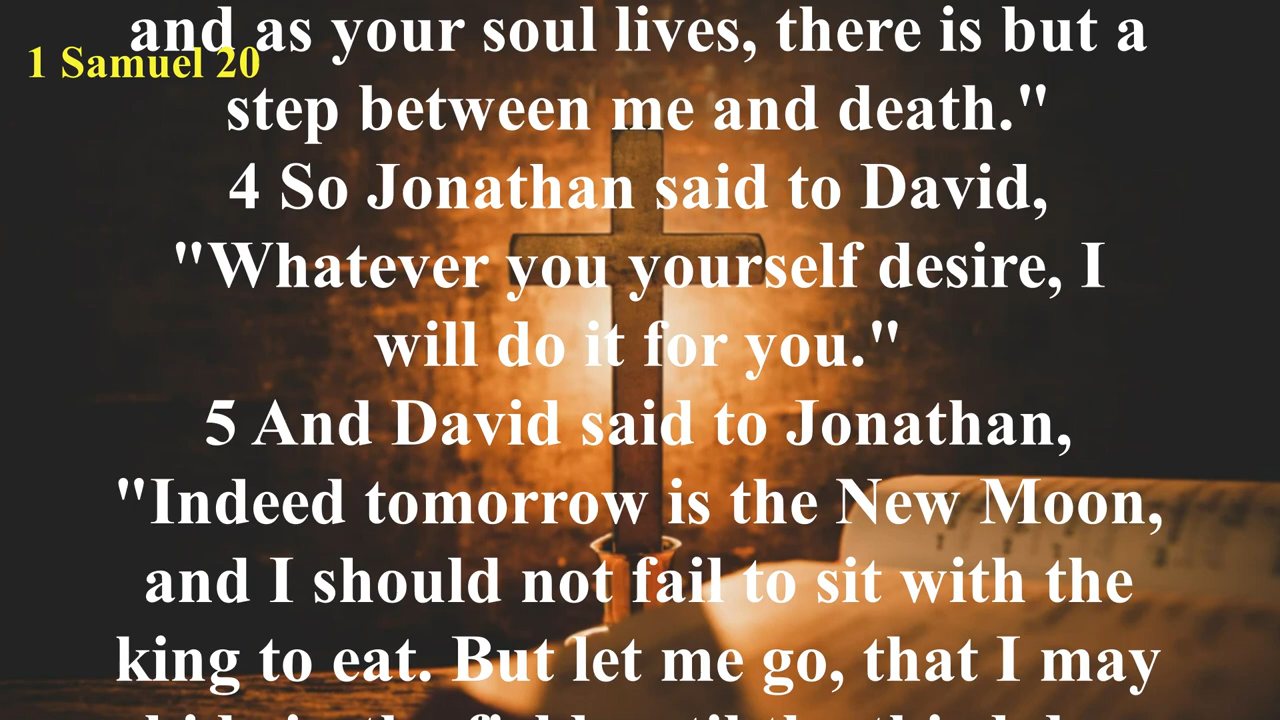 and as your soul lives, there is but a
1 Samuel 20
step between me and death."
4 So Jonathan said to David,
"Whatever you yourself desire, I
will do it for you."
5 And David said to Jonathan,
"Indeed tomorrow is the New Moon,
and I should not fail to sit with the
king to eat. But let me go, that I may